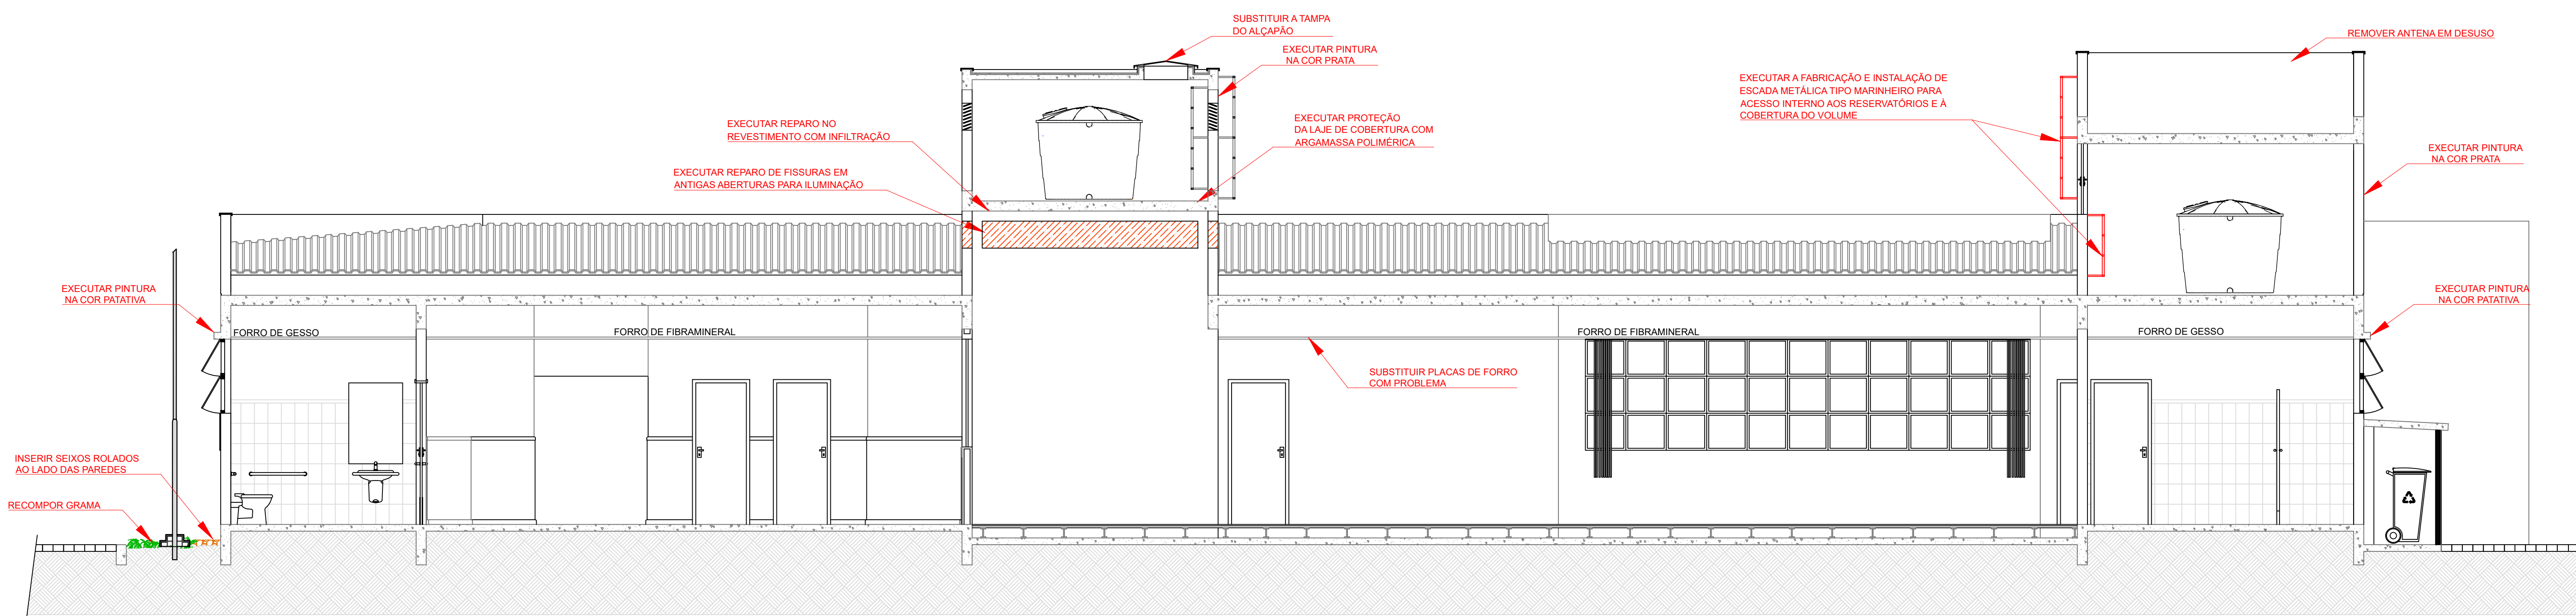 SUBSTITUIR A TAMPA
DO ALÇAPÃO
EXECUTAR PINTURA
NA COR PRATA
REMOVER ANTENA EM DESUSO
EXECUTAR A FABRICAÇÃO E INSTALAÇÃO DE
ESCADA METÁLICA TIPO MARINHEIRO PARA
ACESSO INTERNO AOS RESERVATÓRIOS E À
COBERTURA DO VOLUME
EXECUTAR REPARO NO
REVESTIMENTO COM INFILTRAÇÃO
EXECUTAR PROTEÇÃO
DA LAJE DE COBERTURA COM
ARGAMASSA POLIMÉRICA
EXECUTAR PINTURA
NA COR PRATA
EXECUTAR REPARO DE FISSURAS EM
ANTIGAS ABERTURAS PARA ILUMINAÇÃO
EXECUTAR PINTURA
NA COR PATATIVA
EXECUTAR PINTURA
NA COR PATATIVA
FORRO DE GESSO
FORRO DE FIBRAMINERAL
FORRO DE FIBRAMINERAL
FORRO DE GESSO
SUBSTITUIR PLACAS DE FORRO
COM PROBLEMA
INSERIR SEIXOS ROLADOS
AO LADO DAS PAREDES
RECOMPOR GRAMA